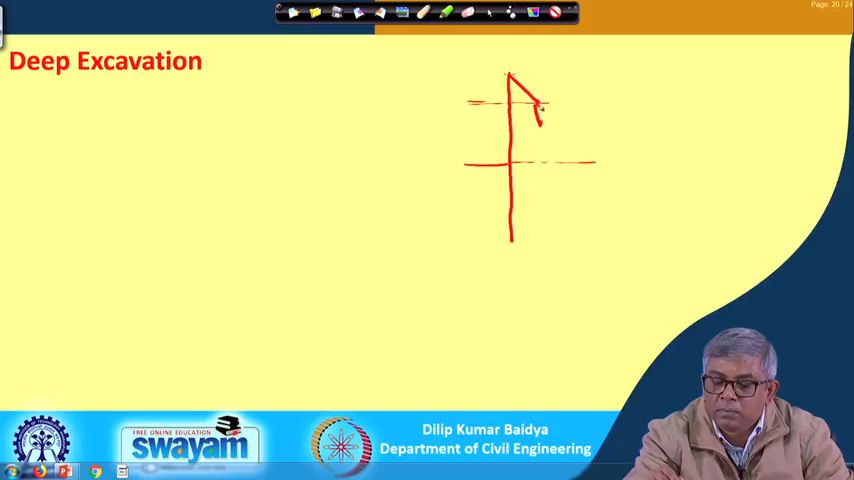 Page: 20 / 24
Deep Excavation
FREE ONLINE EDUCATION
swayam
Dilip Kumar Baidya
Department of Civil Engineering